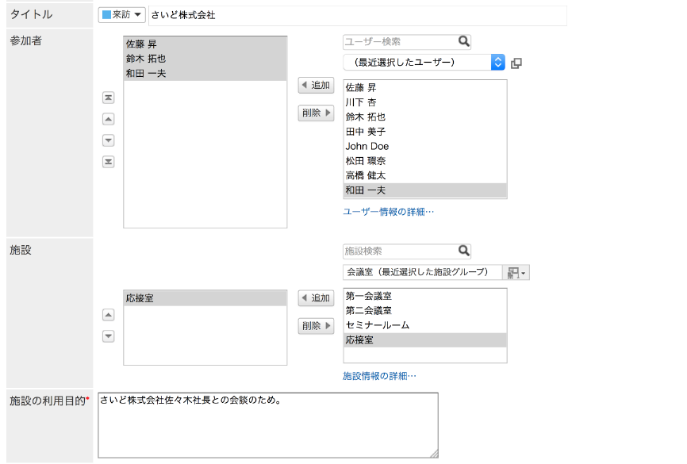 タイトル
来訪 さいど株式会社
参加者
佐藤 昇
鈴木 拓也
和田 一夫
追加
削除
ユーザー検索
(最近選択したユーザー)
佐藤 昇
川下 杏
鈴木 拓也
田中 美子
John Doe
松田 環奈
高橋 健太
和田 一夫
ユーザー情報の詳細…
施設
応接室
追加
削除
施設検索
会議室(最近選択した施設グループ)
第一会議室
第二会議室
セミナールーム
応接室
施設情報の詳細…
施設の利用目的*
さいど株式会社佐々木社長との会談のため。